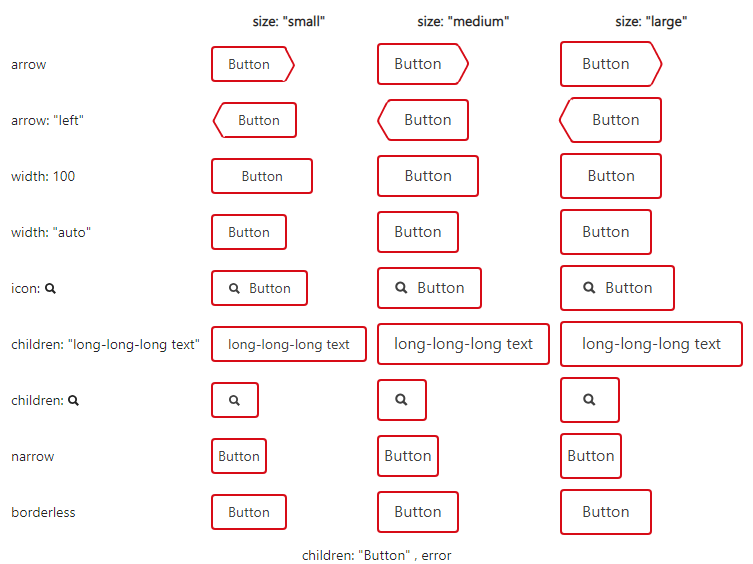 size: "small" size: "medium" size: "large"
arrow Button Button Button
arrow: "left" Button Button Button
width: 100 Button Button Button
width: "auto" Button Button Button
icon: Button Button Button
children: "long-long-long text" long-long-long text long-long-long text long-long-long text
children:
narrow Button Button Button
borderless Button Button Button
children: "Button" , error